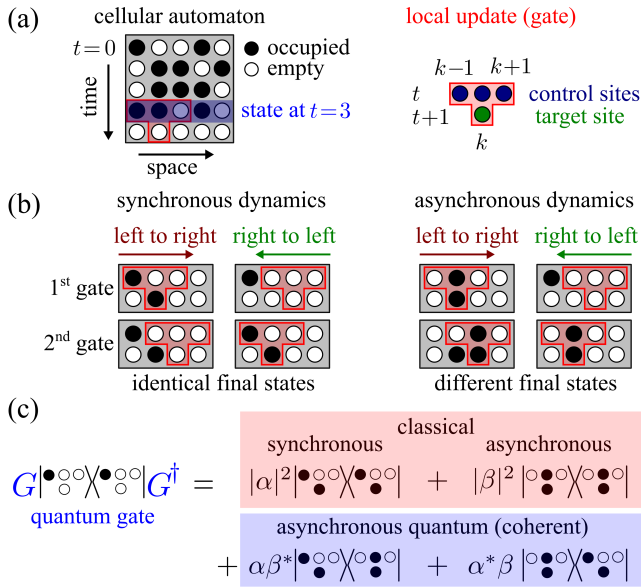 (a) cellular automaton local update (gate)
t=0 occupied k−1 k+1
empty
time t control sites
state at t=3 t+1 target site
space k
(b) synchronous dynamics asynchronous dynamics
left to right right to left left to right right to left
1st gate
2nd gate
identical final states different final states
(c) classical
synchronous asynchronous
G| ⟩⟨ |G† = |α|²| ⟩⟨ | + |β|²| ⟩⟨ |
quantum gate
asynchronous quantum (coherent)
+ αβ*| ⟩⟨ | + α*β| ⟩⟨ |